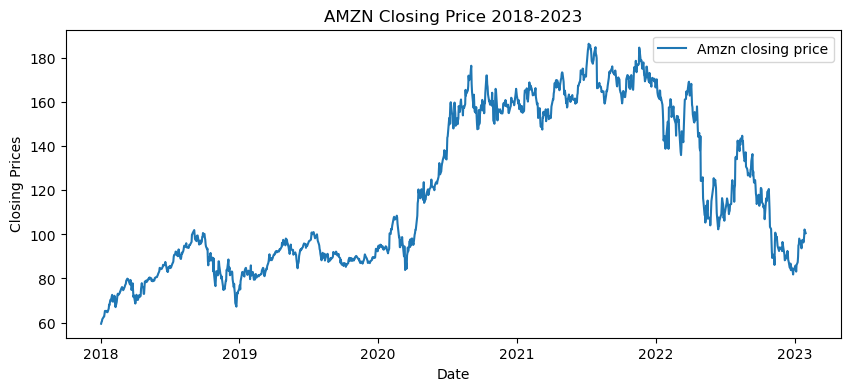 AMZN Closing Price 2018-2023
Amzn closing price
Closing Prices
180
160
140
120
100
80
60
2018 2019 2020 2021 2022 2023
Date